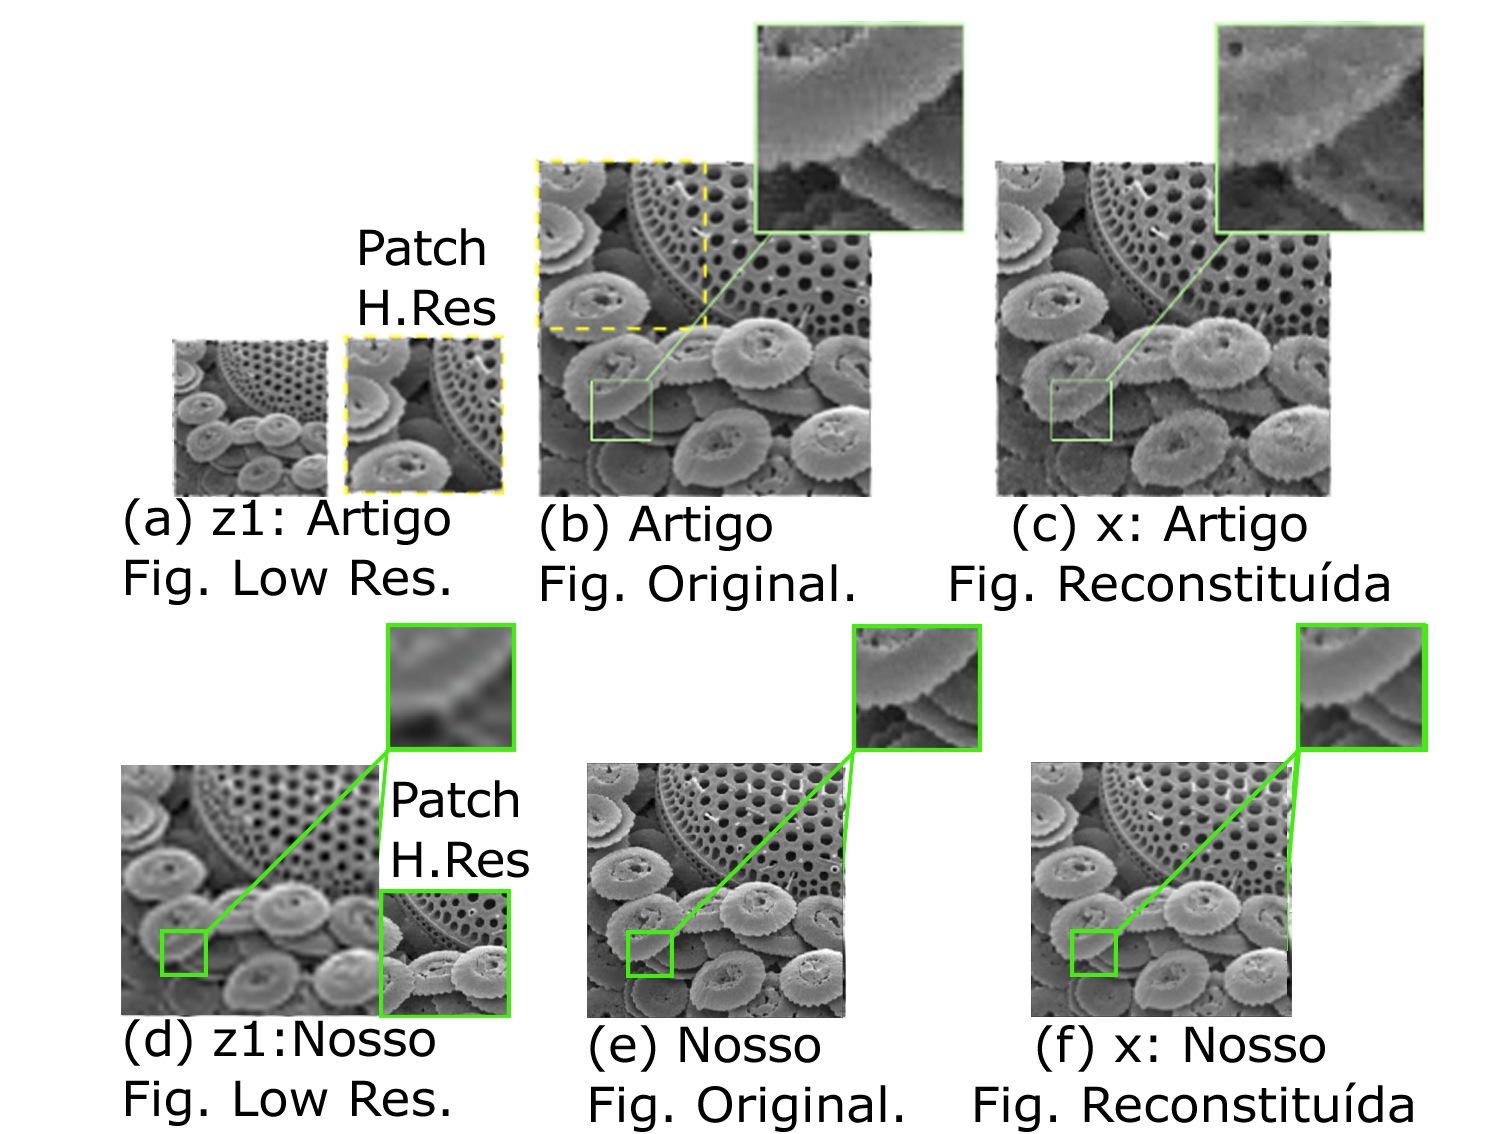 Patch
H.Res
(a) z1: Artigo
Fig. Low Res.
(b) Artigo
Fig. Original.
(c) x: Artigo
Fig. Reconstituída
Patch
H.Res
(d) z1:Nosso
Fig. Low Res.
(e) Nosso
Fig. Original.
(f) x: Nosso
Fig. Reconstituída